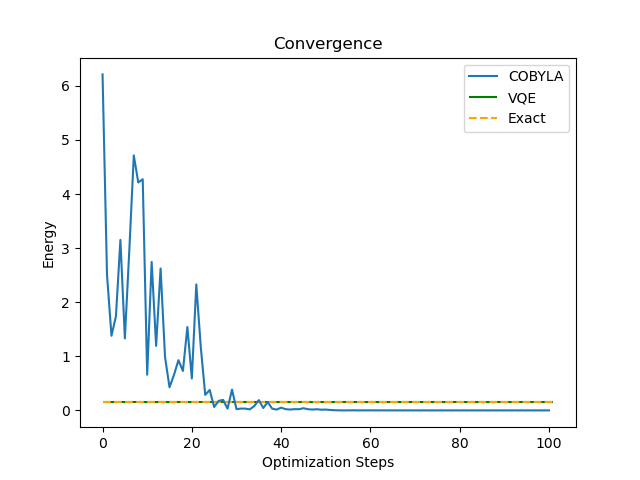 Convergence
COBYLA
VQE
Exact
Energy
6
5
4
3
2
1
0
0 20 40 60 80 100
Optimization Steps